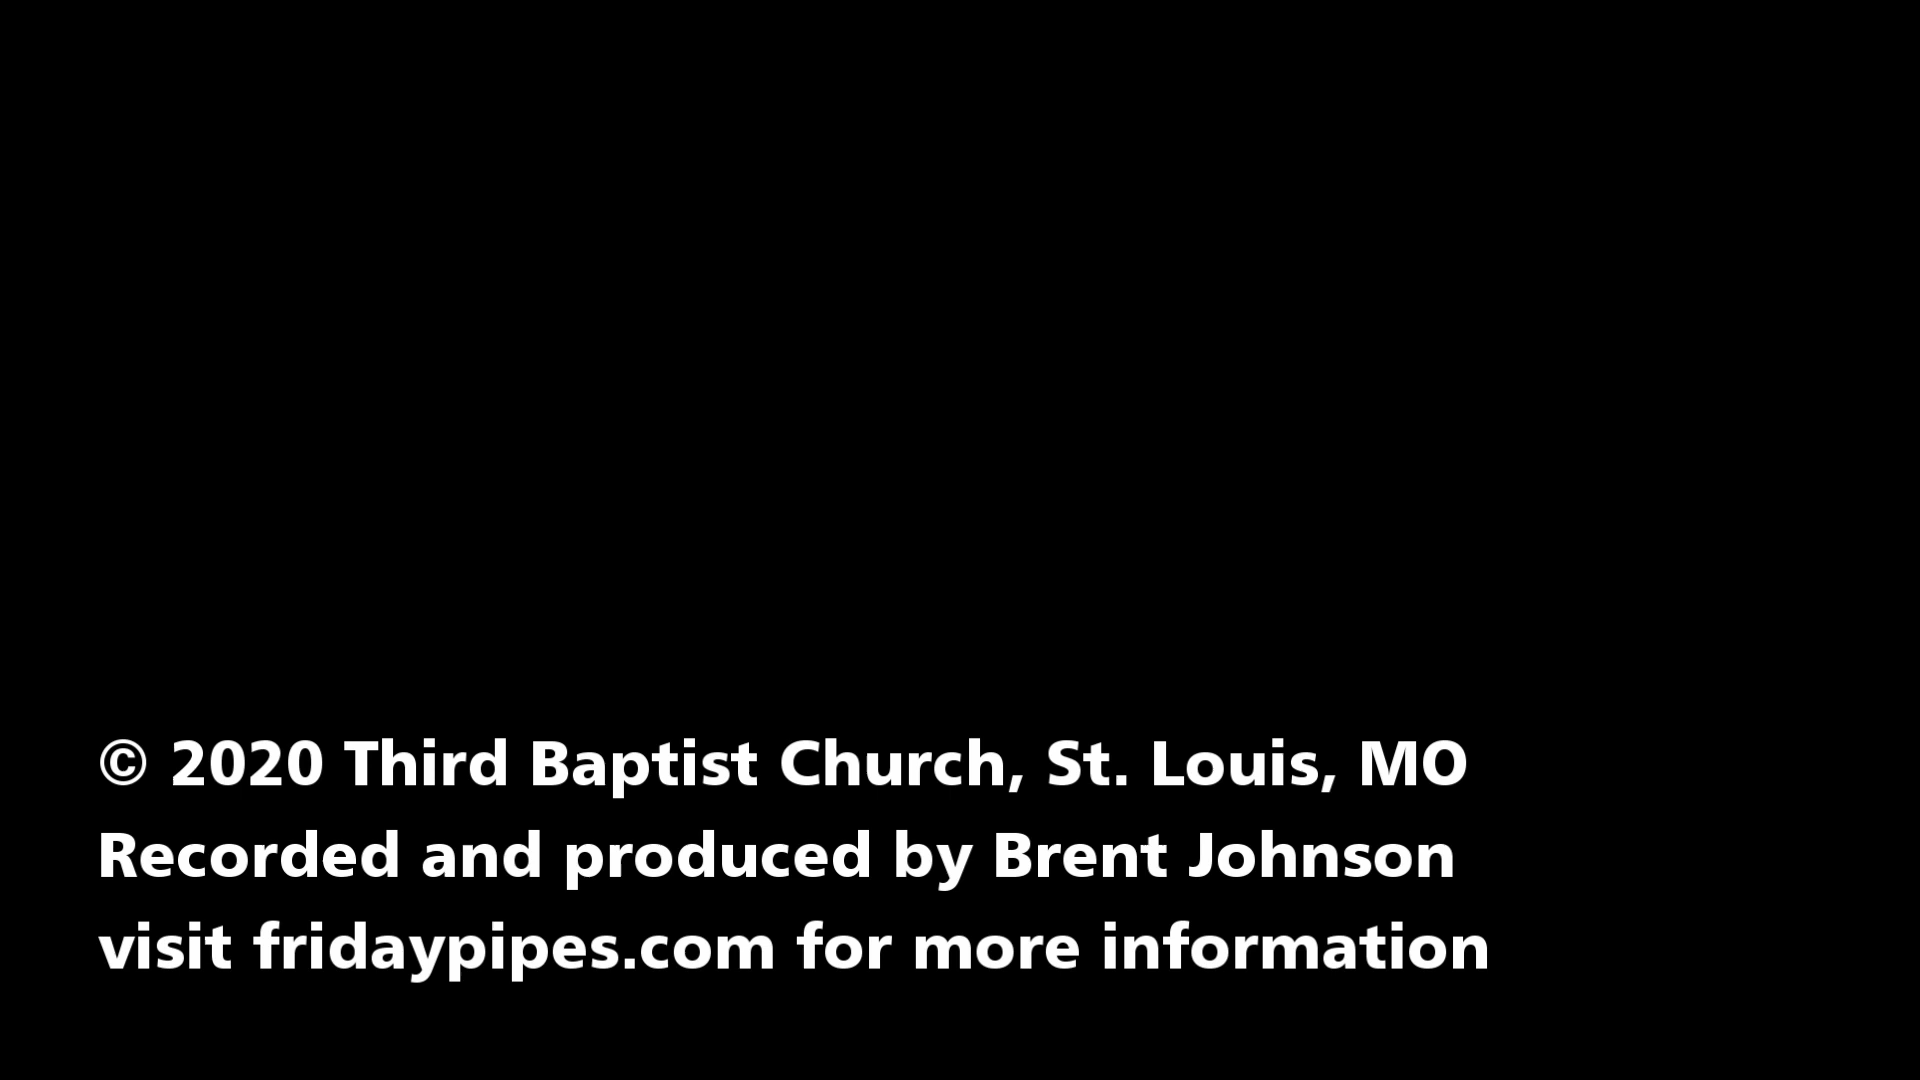 © 2020 Third Baptist Church, St. Louis, MO
Recorded and produced by Brent Johnson
visit fridaypipes.com for more information